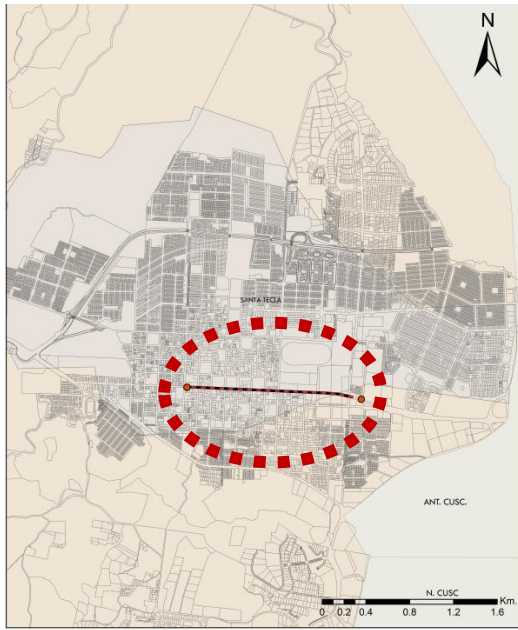 N
SANTA TECLA
ANT. CUSC.
N. CUSC
Km.
0 0.2 0.4 0.8 1.2 1.6